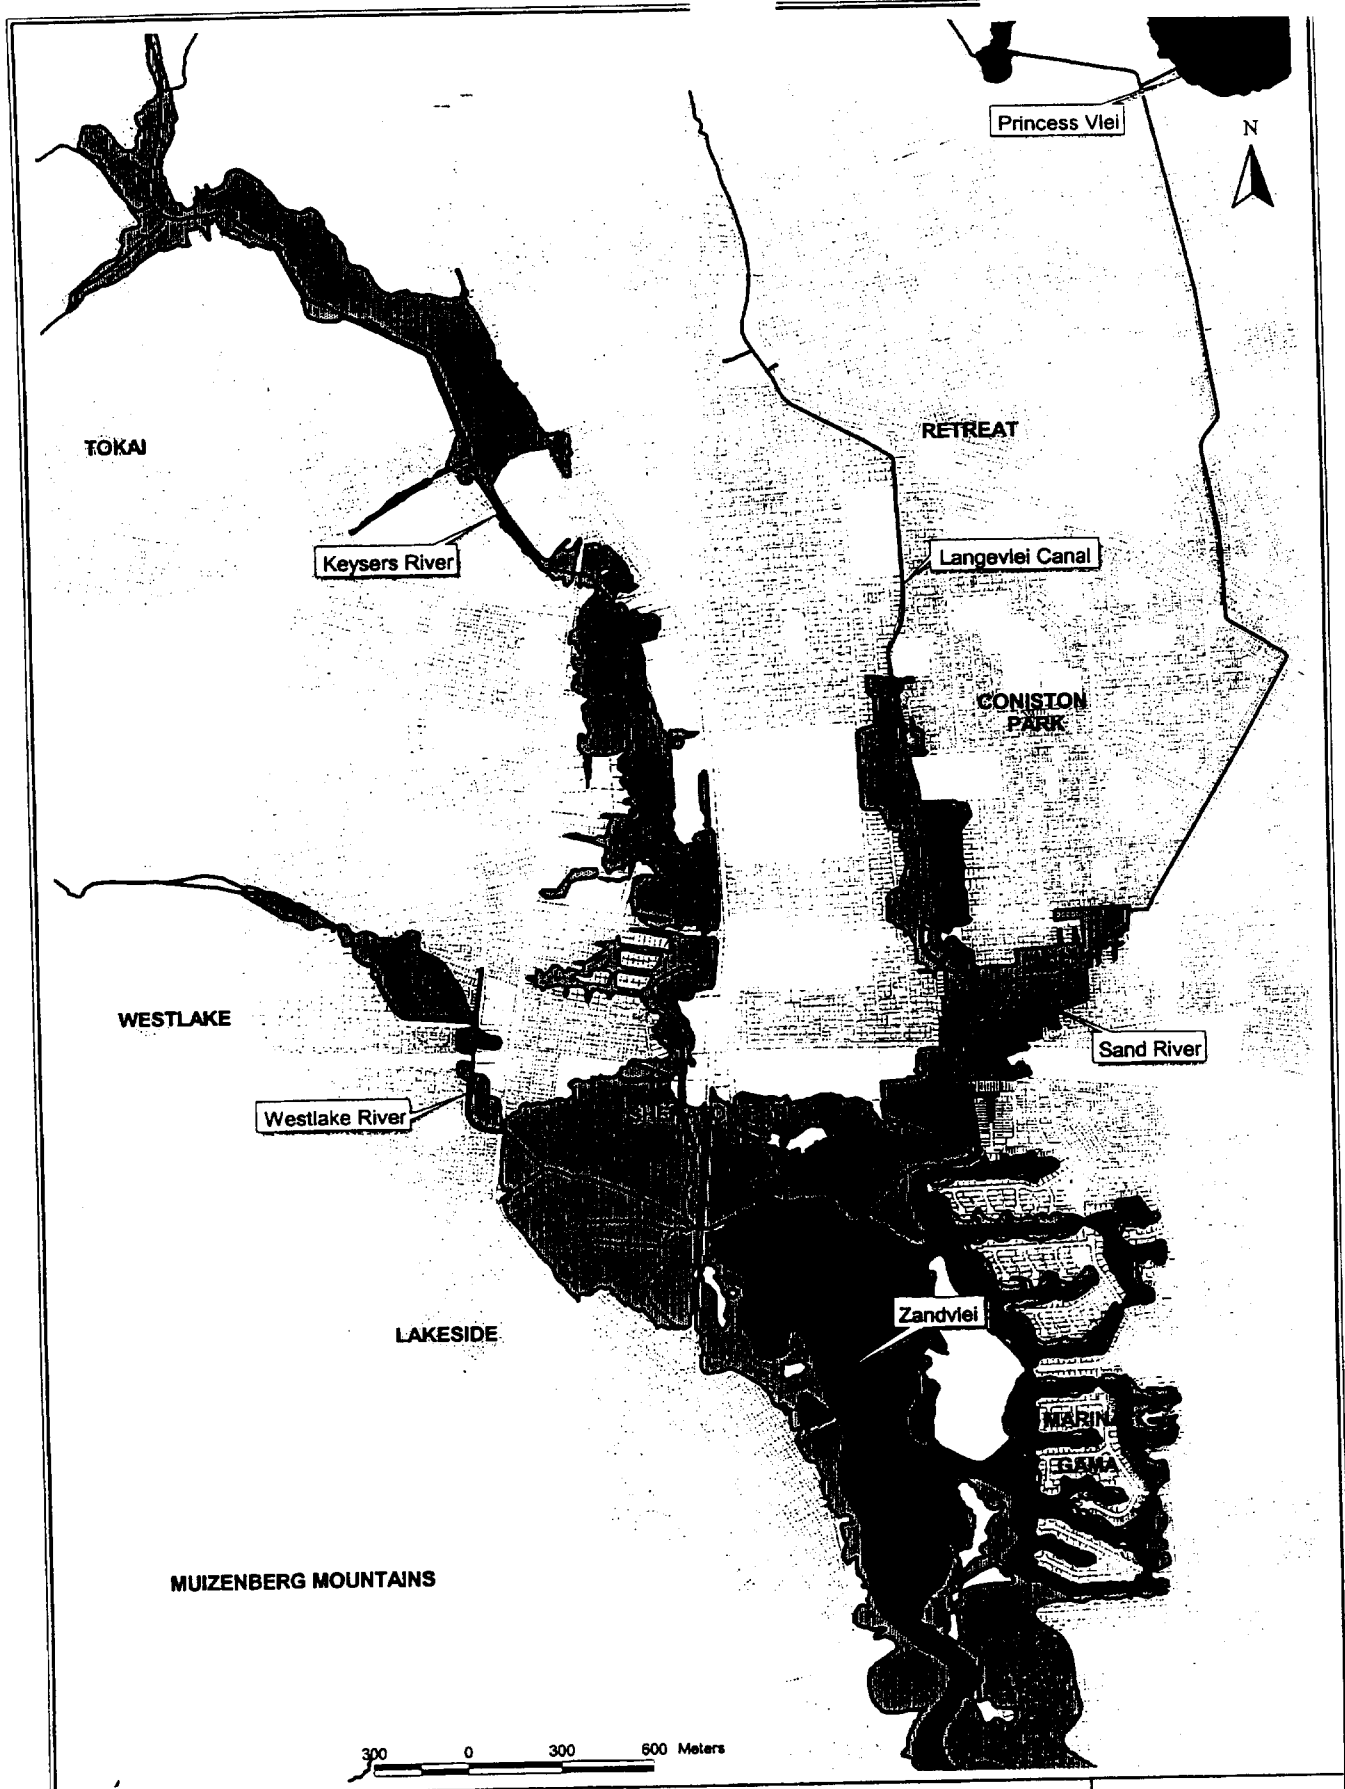 Princess Vlei
N
RETREAT
TOKAI
Langevlei Canal
Keysers River
CONISTON
PARK
WESTLAKE
Sand River
Westlake River
Zandvlei
LAKESIDE
MARINA
GAMA
MUIZENBERG MOUNTAINS
300 0 300 600 Meters